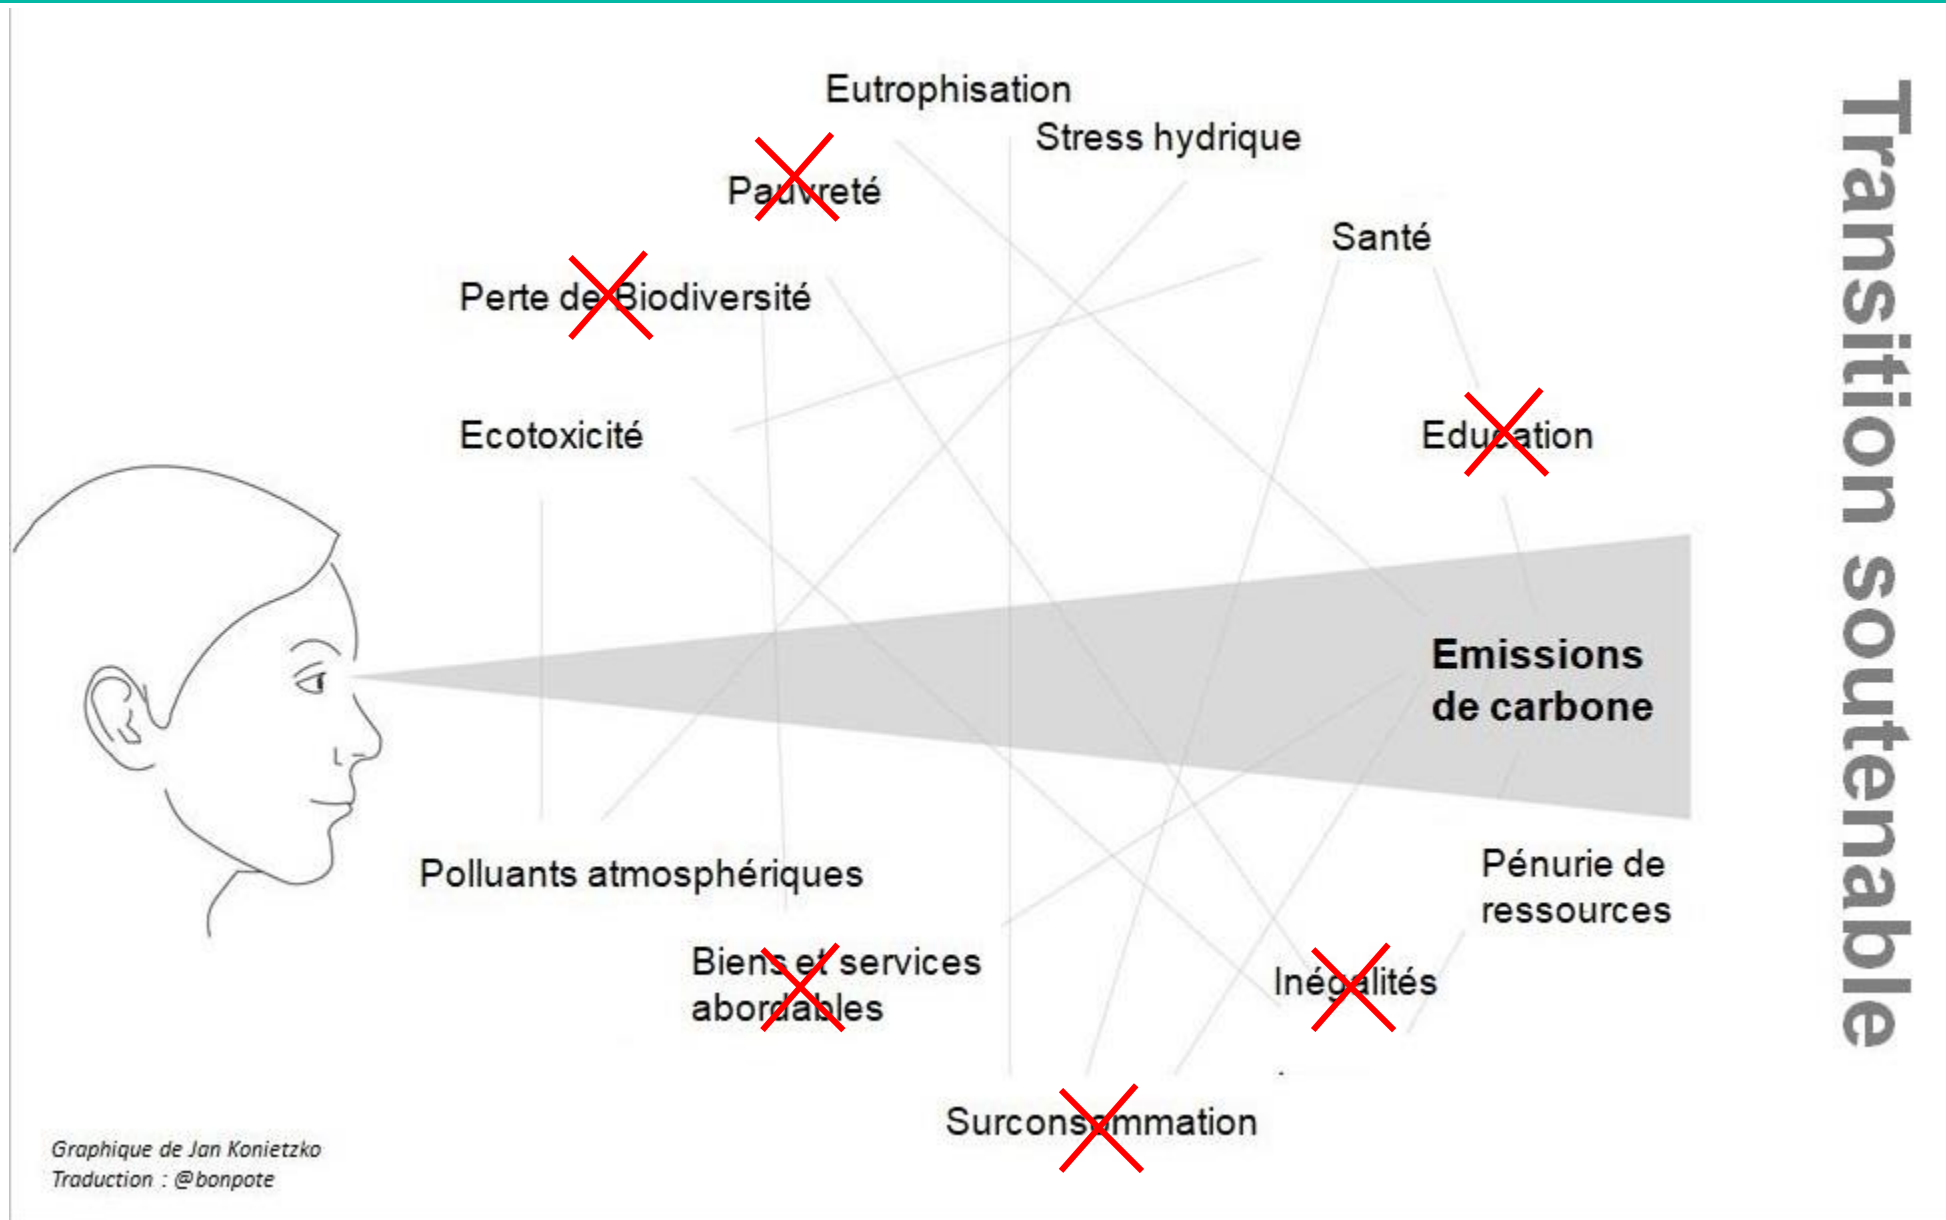 Eutrophisation
Stress hydrique
Pauvreté
Santé
Perte de Biodiversité
Ecotoxicité
Education
Emissions
de carbone
Polluants atmosphériques
Pénurie de
ressources
Biens et services
abordables
Inégalités
Surconsommation
Transition soutenable
Graphique de Jan Konietzko
Traduction : @bonpote